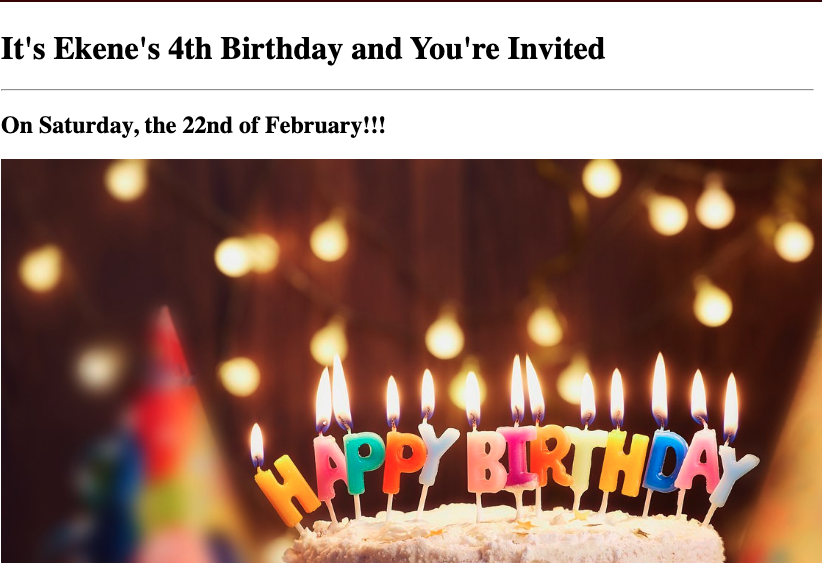 It's Ekene's 4th Birthday and You're Invited
On Saturday, the 22nd of February!!!
HAPPY BIRTHDAY